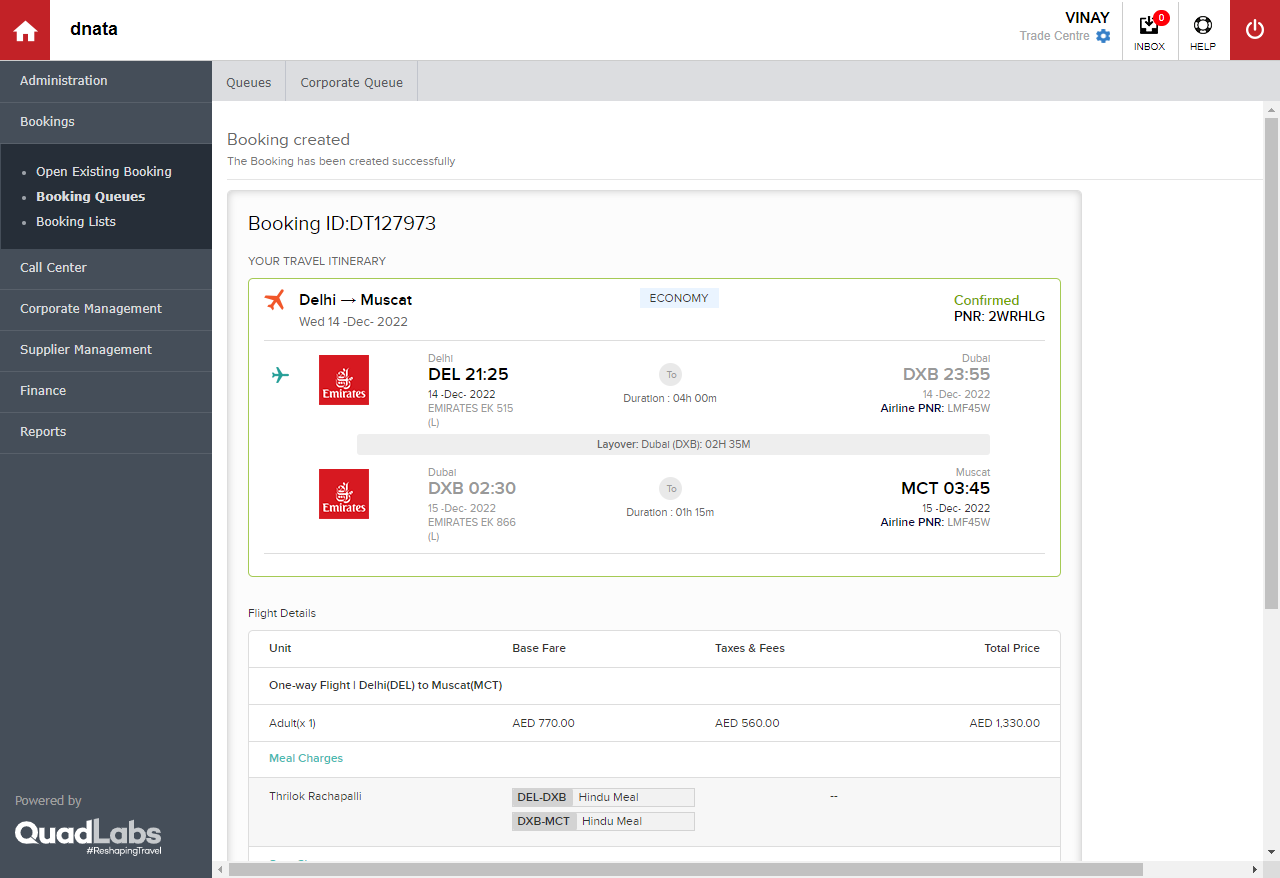 dnata
VINAY
Trade Centre
0
INBOX
HELP
Administration
Bookings
Open Existing Booking
Booking Queues
Booking Lists
Call Center
Corporate Management
Supplier Management
Finance
Reports
Powered by
QuadLabs
#ReshapingTravel
Queues
Corporate Queue
Booking created
The Booking has been created successfully
Booking ID:DT127973
YOUR TRAVEL ITINERARY
Delhi → Muscat
Wed 14 -Dec- 2022
ECONOMY
Confirmed
PNR: 2WRHLG
Emirates
Delhi
DEL 21:25
14 -Dec- 2022
EMIRATES EK 515
(L)
To
Duration : 04h 00m
Dubai
DXB 23:55
14 -Dec- 2022
Airline PNR: LMF45W
Layover: Dubai (DXB): 02H 35M
Emirates
Dubai
DXB 02:30
15 -Dec- 2022
EMIRATES EK 866
(L)
To
Duration : 01h 15m
Muscat
MCT 03:45
15 -Dec- 2022
Airline PNR: LMF45W
Flight Details
Unit Base Fare Taxes & Fees Total Price
One-way Flight | Delhi(DEL) to Muscat(MCT)
Adult(x 1) AED 770.00 AED 560.00 AED 1,330.00
Meal Charges
Thrilok Rachapalli DEL-DXB Hindu Meal --
DXB-MCT Hindu Meal